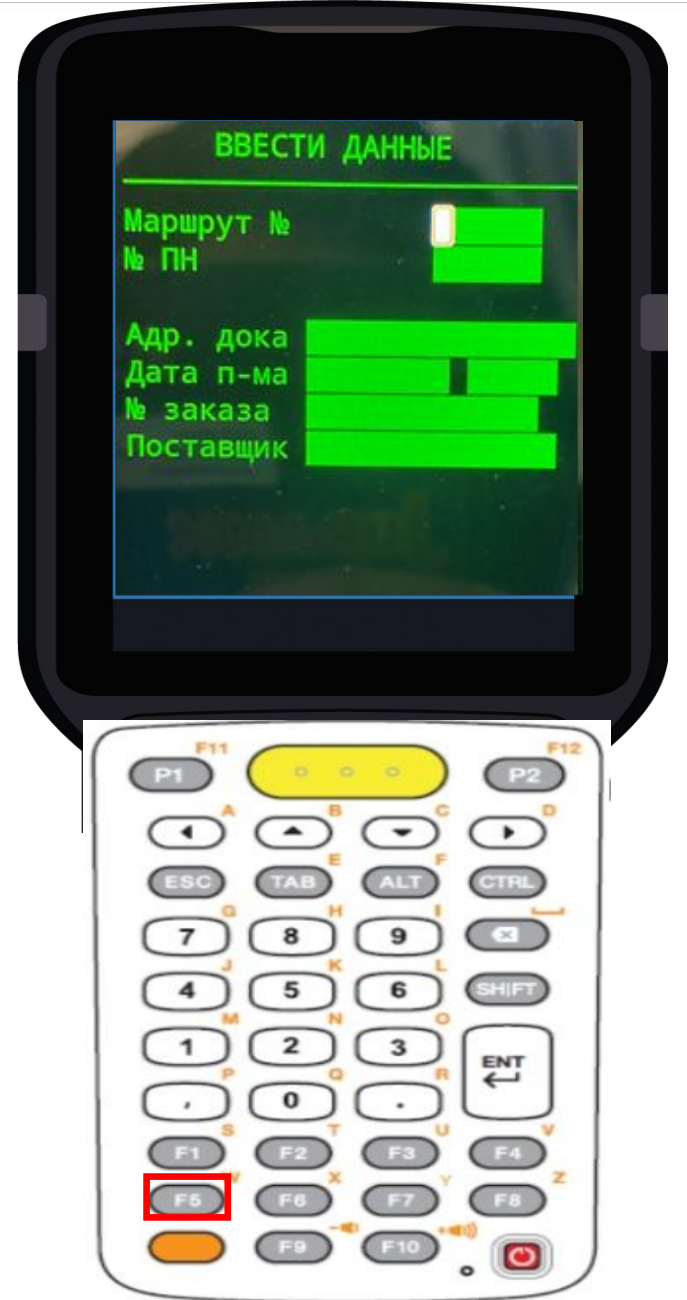 ВВЕСТИ ДАННЫЕ
Маршрут №
№ ПН
Адр. дока
Дата п-ма
№ заказа
Поставщик
F11 F12
P1 P2
A B C D
E F
ESC TAB ALT CTRL
G H I
7 8 9
J K L
4 5 6 SHIFT
M N O
1 2 3 ENT
P Q R
, 0 .
S T U V
F1 F2 F3 F4
W X Y Z
F5 F6 F7 F8
F9 F10